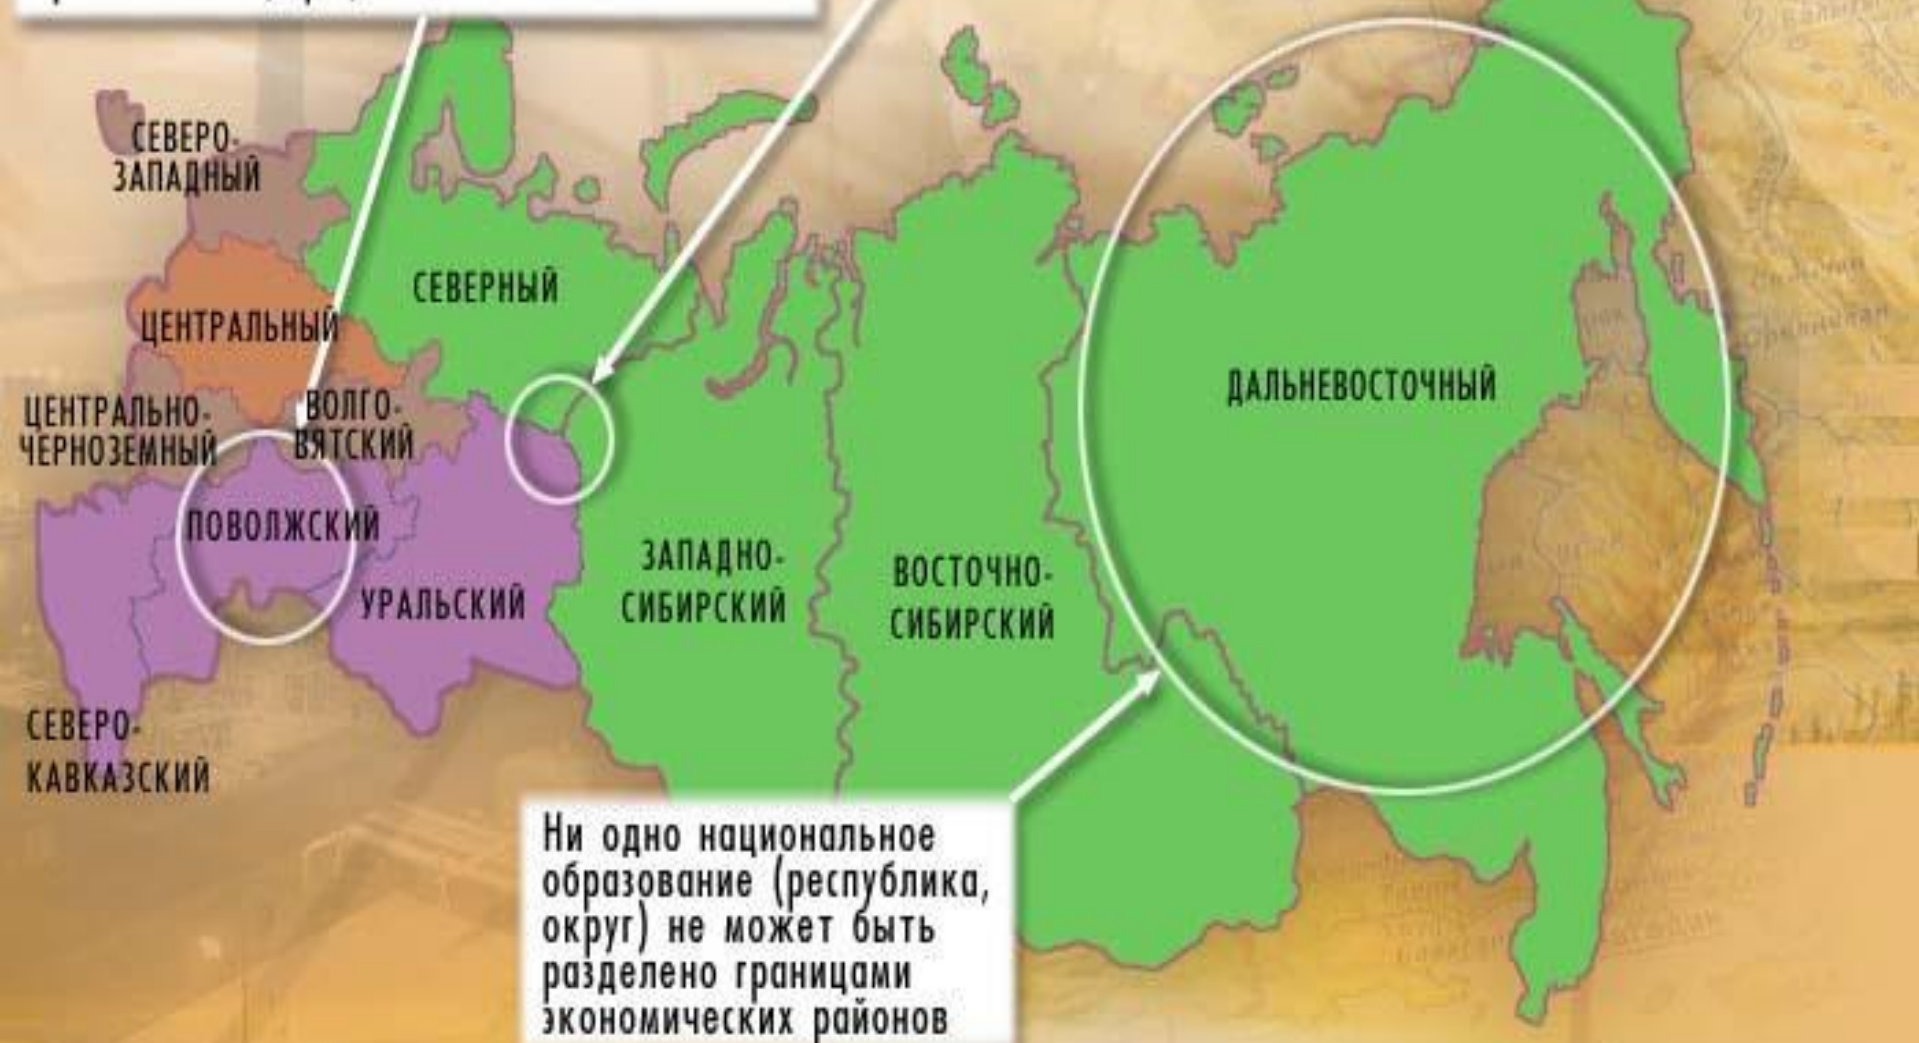 СЕВЕРО-
ЗАПАДНЫЙ
СЕВЕРНЫЙ
ЦЕНТРАЛЬНЫЙ
ДАЛЬНЕВОСТОЧНЫЙ
ЦЕНТРАЛЬНО-
ЧЕРНОЗЕМНЫЙ
ВОЛГО-
ВЯТСКИЙ
ПОВОЛЖСКИЙ
УРАЛЬСКИЙ
ЗАПАДНО-
СИБИРСКИЙ
ВОСТОЧНО-
СИБИРСКИЙ
СЕВЕРО-
КАВКАЗСКИЙ
Ни одно национальное
образование (республика,
округ) не может быть
разделено границами
экономических районов